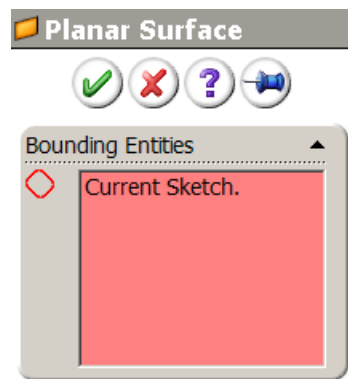 Planar Surface
?
Bounding Entities
Current Sketch.